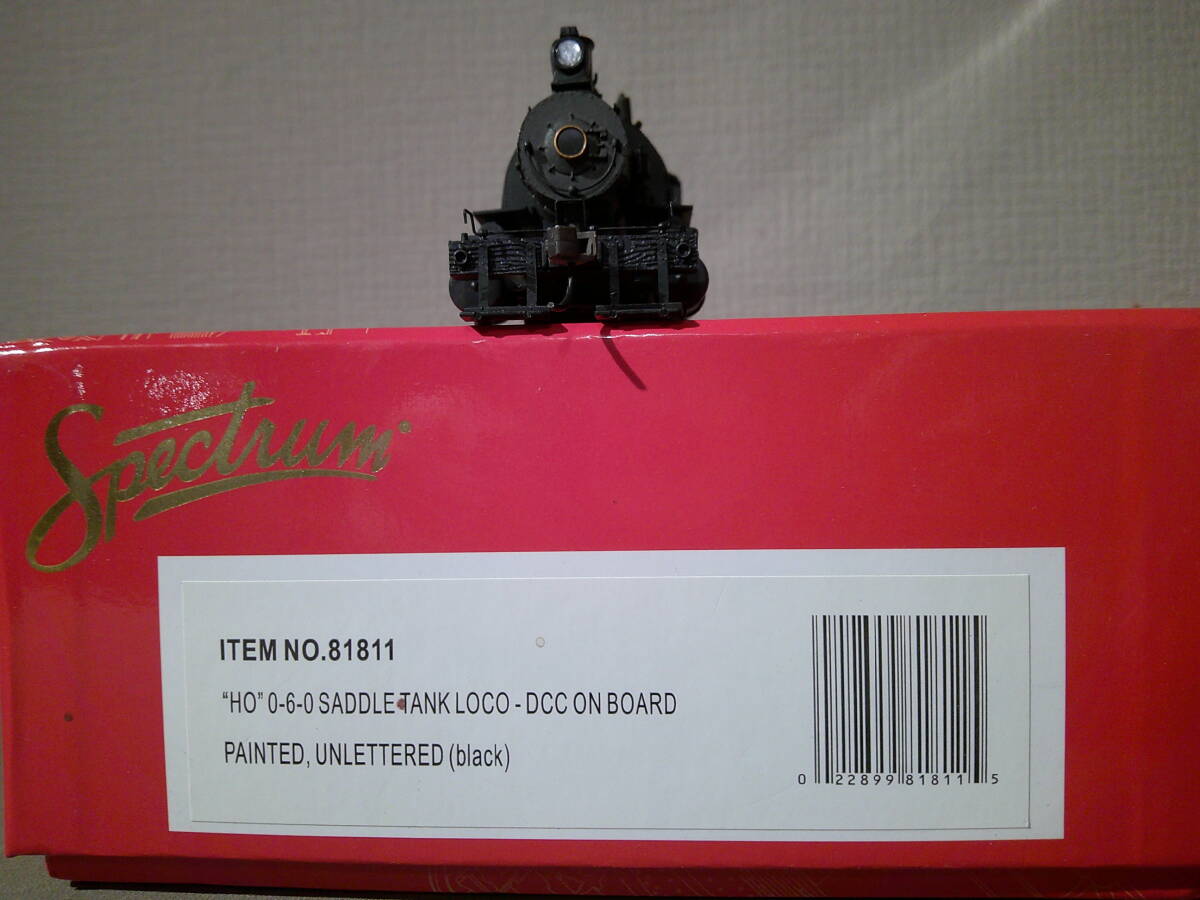 Spectrum
ITEM NO.81811
“HO” 0-6-0 SADDLE TANK LOCO - DCC ON BOARD
PAINTED, UNLETTERED (black)
0 22899 81811 5